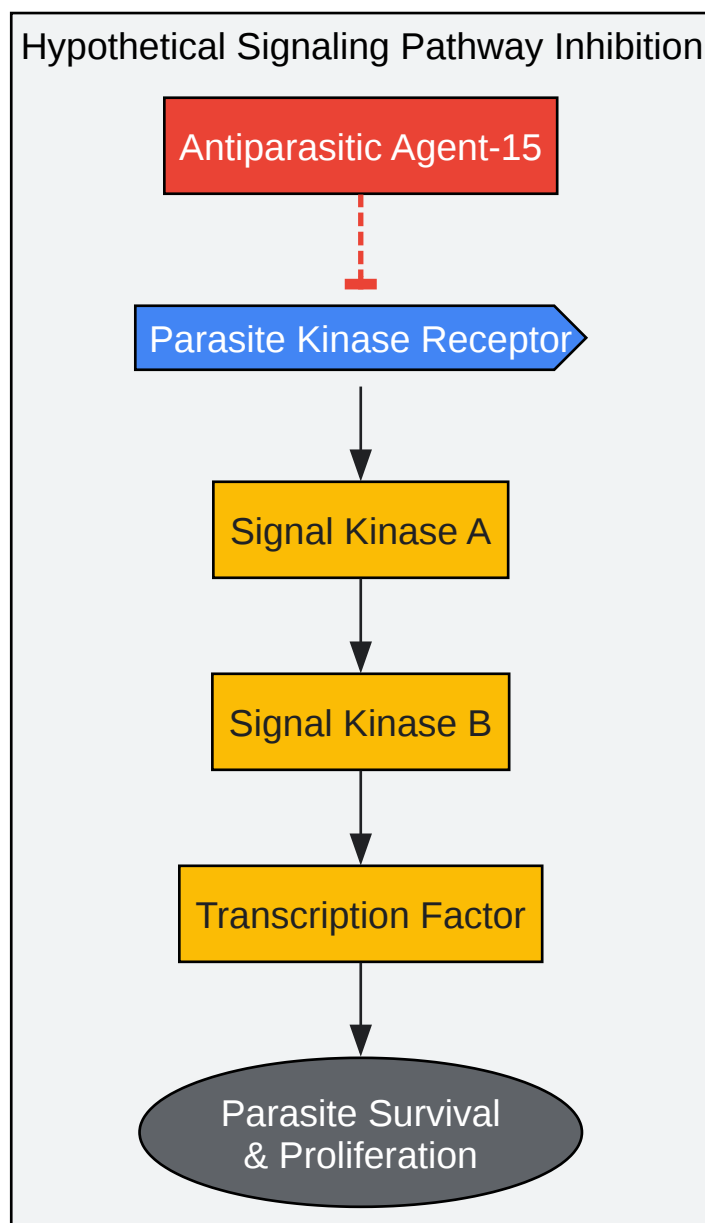 Hypothetical Signaling Pathway Inhibition
Antiparasitic Agent-15
Parasite Kinase Receptor
Signal Kinase A
Signal Kinase B
Transcription Factor
Parasite Survival
& Proliferation